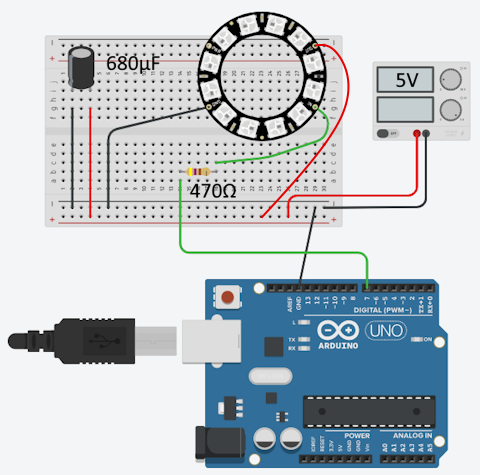 680µF
5V
470Ω
AREF
GND
13
12
~11
~10
~9
8
7
~6
~5
4
~3
2
TX→1
RX←0
DIGITAL (PWM~)
L
TX
RX
UNO
ARDUINO
ON
POWER
ANALOG IN
IOREF
RESET
3.3V
5V
GND
GND
Vin
A0
A1
A2
A3
A4
A5